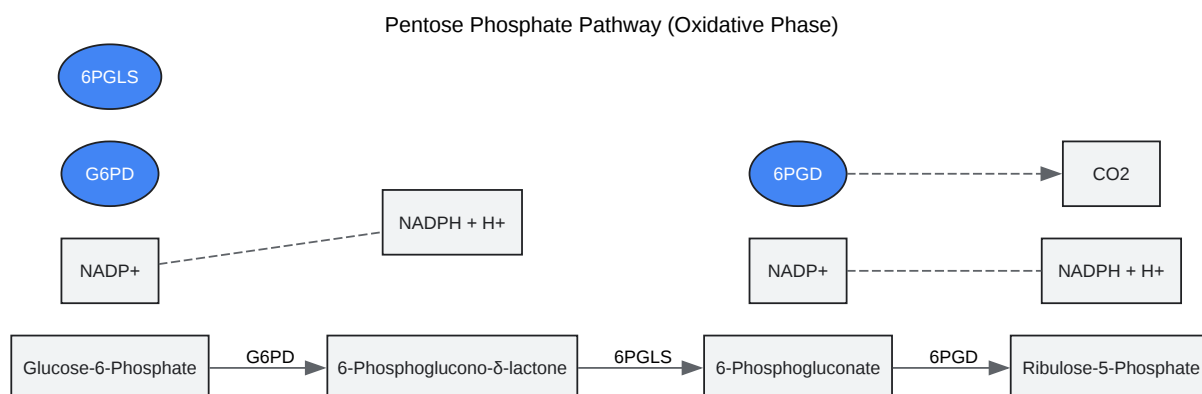 Pentose Phosphate Pathway (Oxidative Phase)
6PGLS
G6PD
6PGD
CO2
NADPH + H+
NADP+
NADP+
NADPH + H+
Glucose-6-Phosphate
G6PD
6-Phosphoglucono-δ-lactone
6PGLS
6-Phosphogluconate
6PGD
Ribulose-5-Phosphate